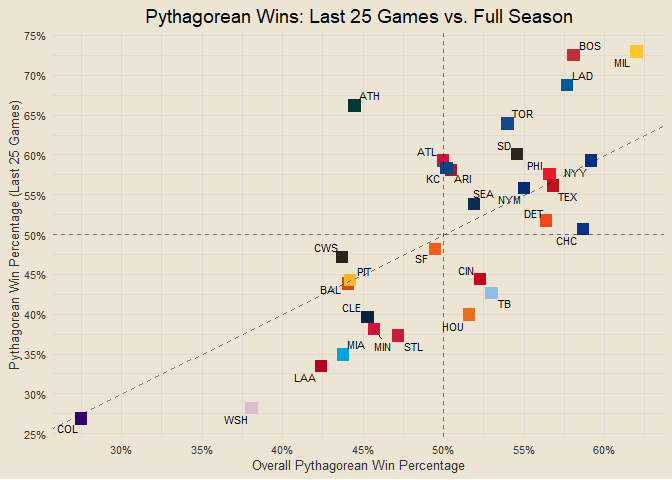 Pythagorean Wins: Last 25 Games vs. Full Season
Pythagorean Win Percentage (Last 25 Games)
75%
70%
65%
60%
55%
50%
45%
40%
35%
30%
25%
BOS
MIL
LAD
ATH
TOR
SD
ATL
PHI
NYY
KC
ARI
SEA
NYM
TEX
DET
CHC
CWS
SF
PIT
CIN
BAL
TB
CLE
HOU
MIA
MIN
STL
LAA
WSH
COL
30%
35%
40%
45%
50%
55%
60%
Overall Pythagorean Win Percentage